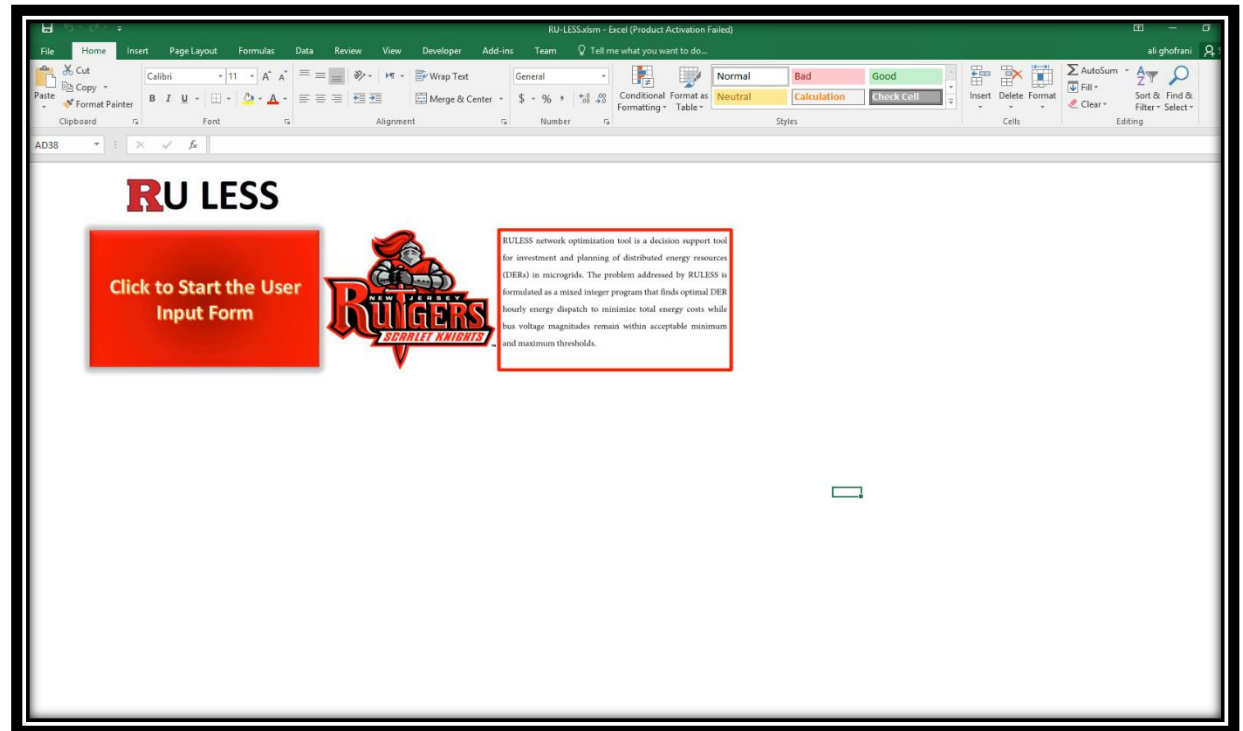 RU-LESS.xlsm - Excel (Product Activation Failed)
File Home Insert Page Layout Formulas Data Review View Developer Add-ins Team Tell me what you want to do... ali ghofrani
Paste
Cut
Copy
Format Painter
Clipboard
Calibri 11 A A
B I U A
Font
Wrap Text
Merge & Center
Alignment
General
$ % ,
Number
Conditional Formatting
Format as Table
Normal Bad Good
Neutral Calculation Check Cell
Styles
Insert Delete Format
Cells
AutoSum
Fill
Clear
Sort & Filter
Find & Select
Editing
AD38 fx
RU LESS
Click to Start the User
Input Form
NEW JERSEY
RUTGERS
SCARLET KNIGHTS
RULESS network optimization tool is a decision support tool
for investment and planning of distributed energy resources
(DERs) in microgrids. The problem addressed by RULESS is
formulated as a mixed integer program that finds optimal DER
hourly energy dispatch to minimize total energy costs while
bus voltage magnitudes remain within acceptable minimum
and maximum thresholds.